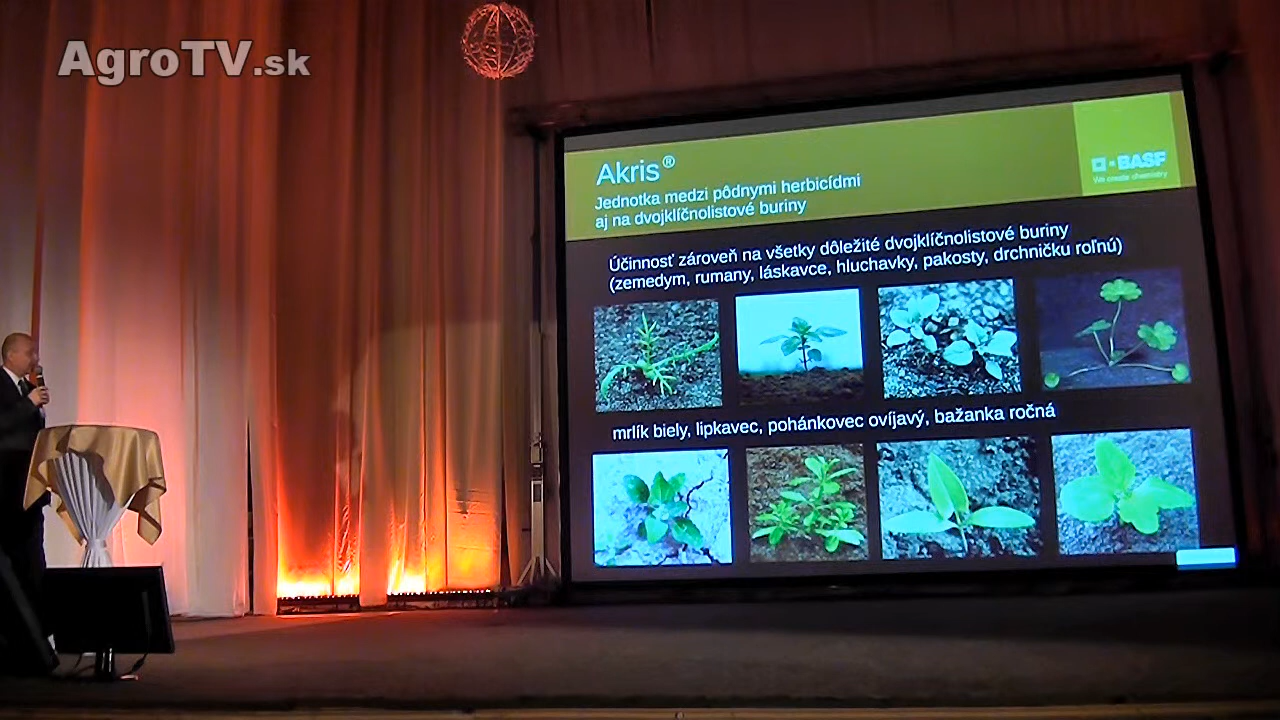 AgroTV.sk
Akris®
Jednotka medzi pôdnymi herbicídmi
aj na dvojklíčnolistové buriny
BASF
We create chemistry
Účinnosť zároveň na všetky dôležité dvojklíčnolistové buriny
(zemedym, rumany, láskavce, hluchavky, pakosty, drchničku roľnú)
mrlík biely, lipkavec, pohánkovec ovíjavý, bažanka ročná